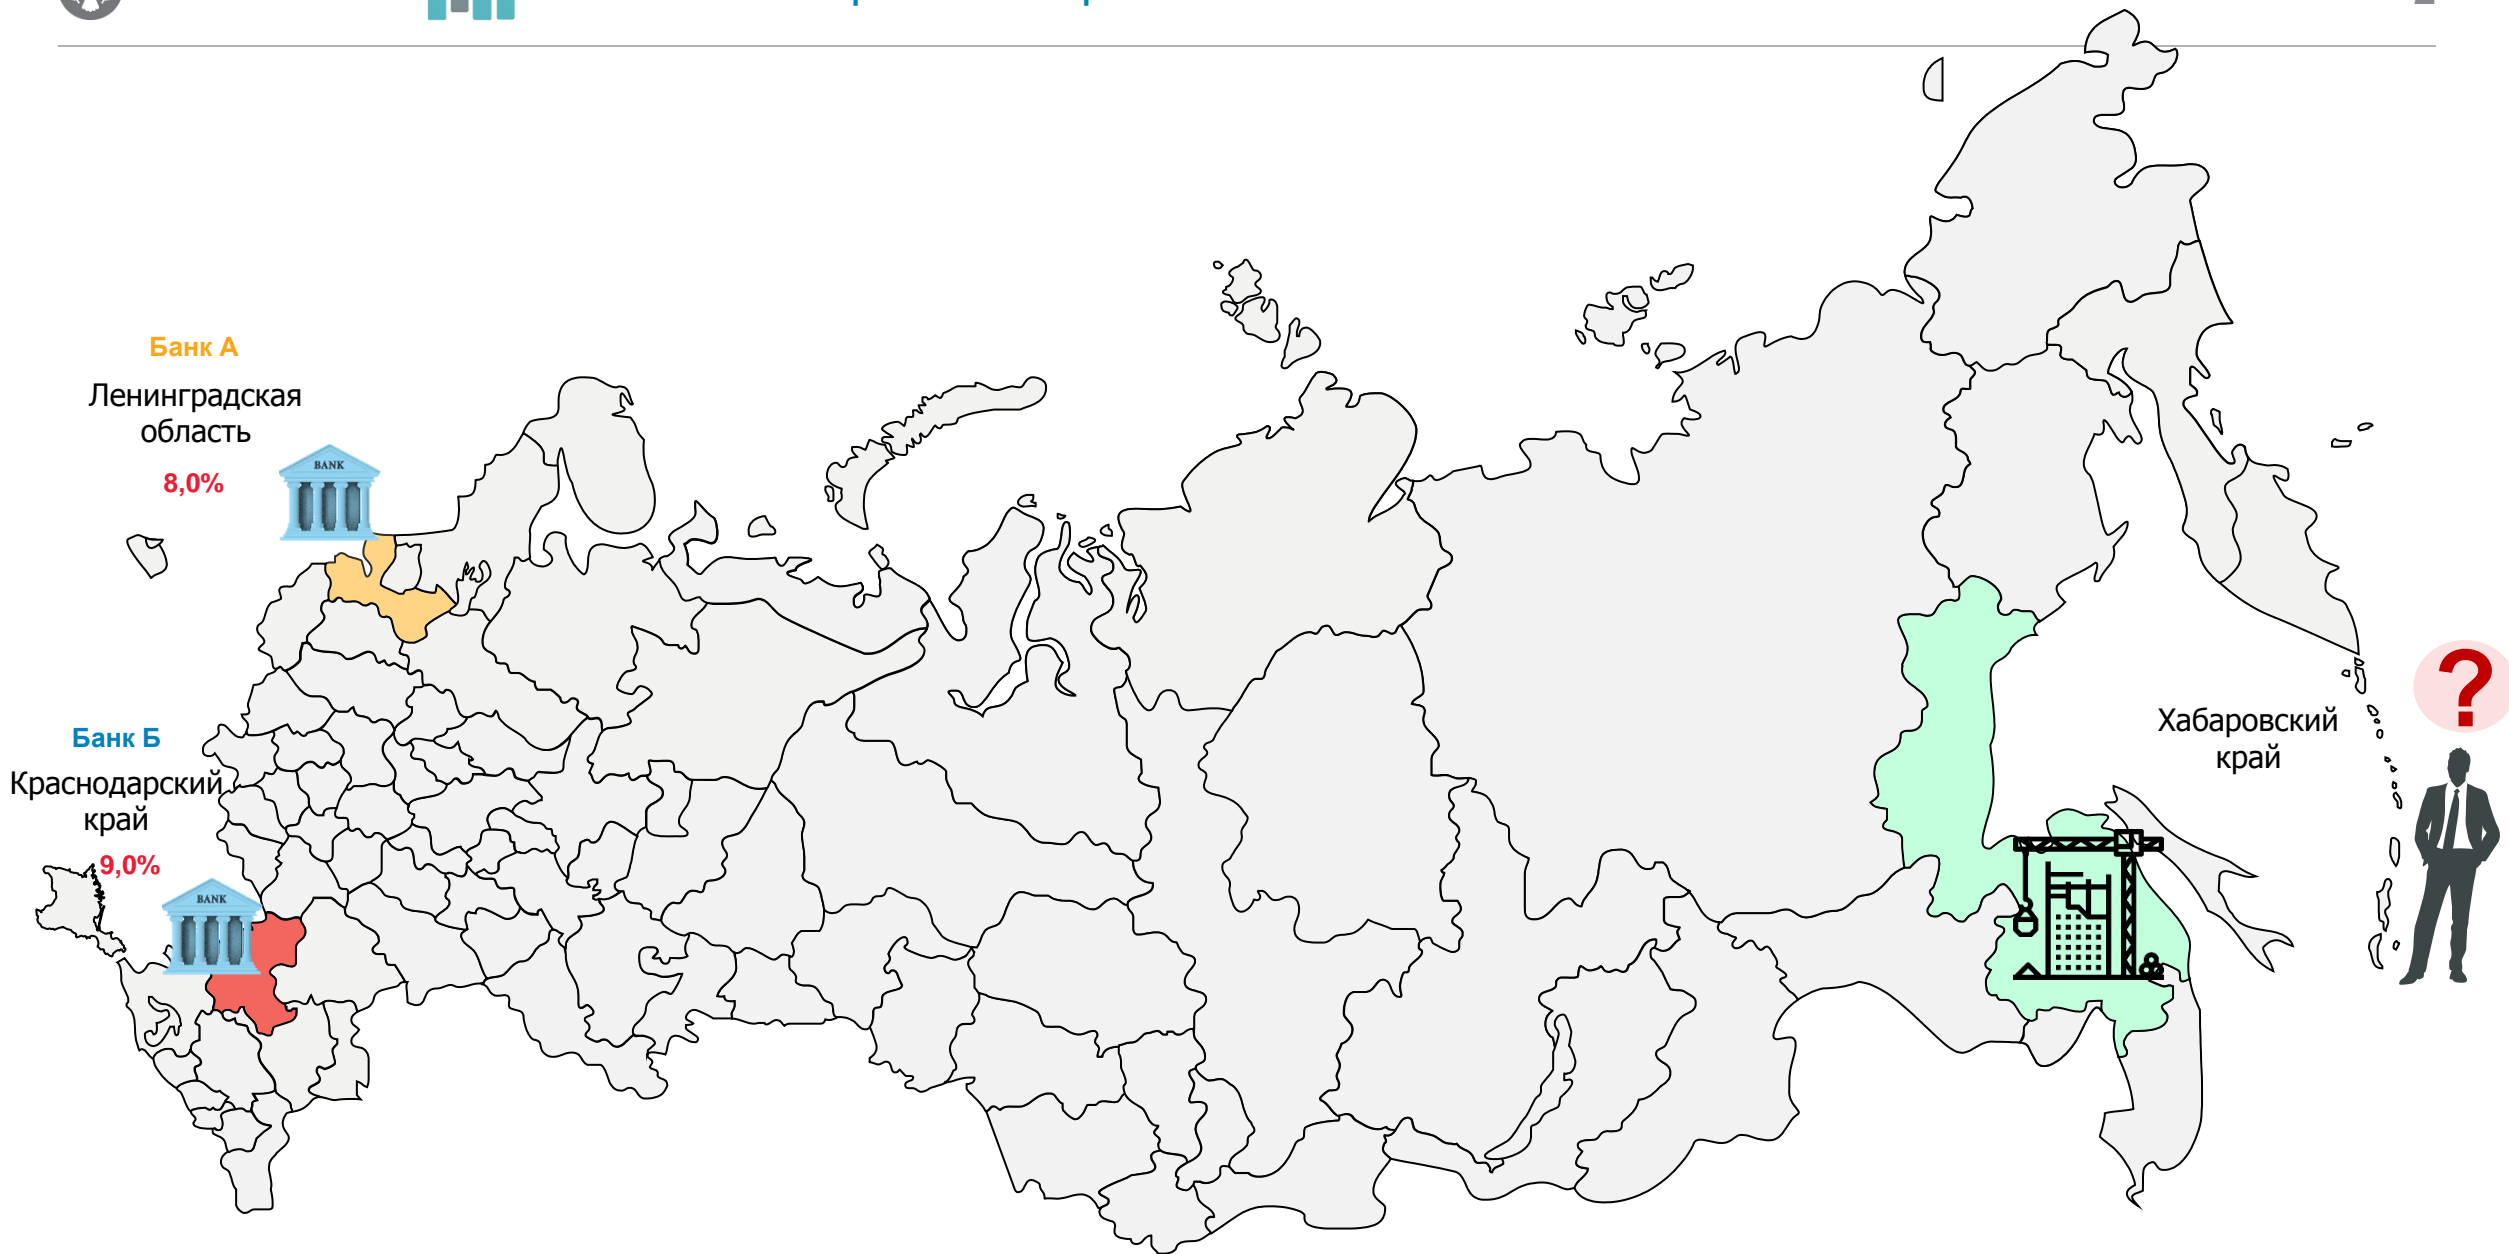 Банк А
Ленинградская
область
8,0%
BANK
Банк Б
Краснодарский
край
9,0%
BANK
Хабаровский
край
?